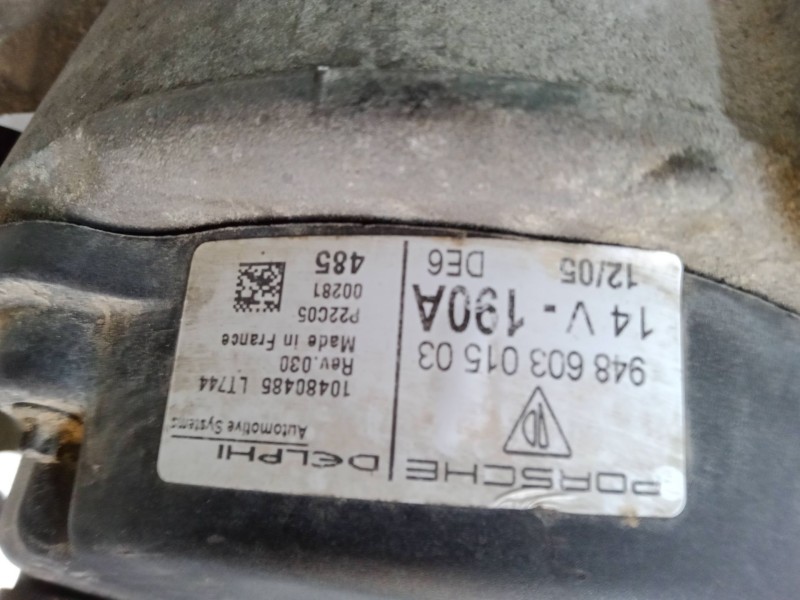 PORSCHE
948 603 015 03
14 V - 190A
12/05 DE6
DELPHI
Automotive Systems
10480485 LT744
Rev.030
Made in France
P22C05
00281
485